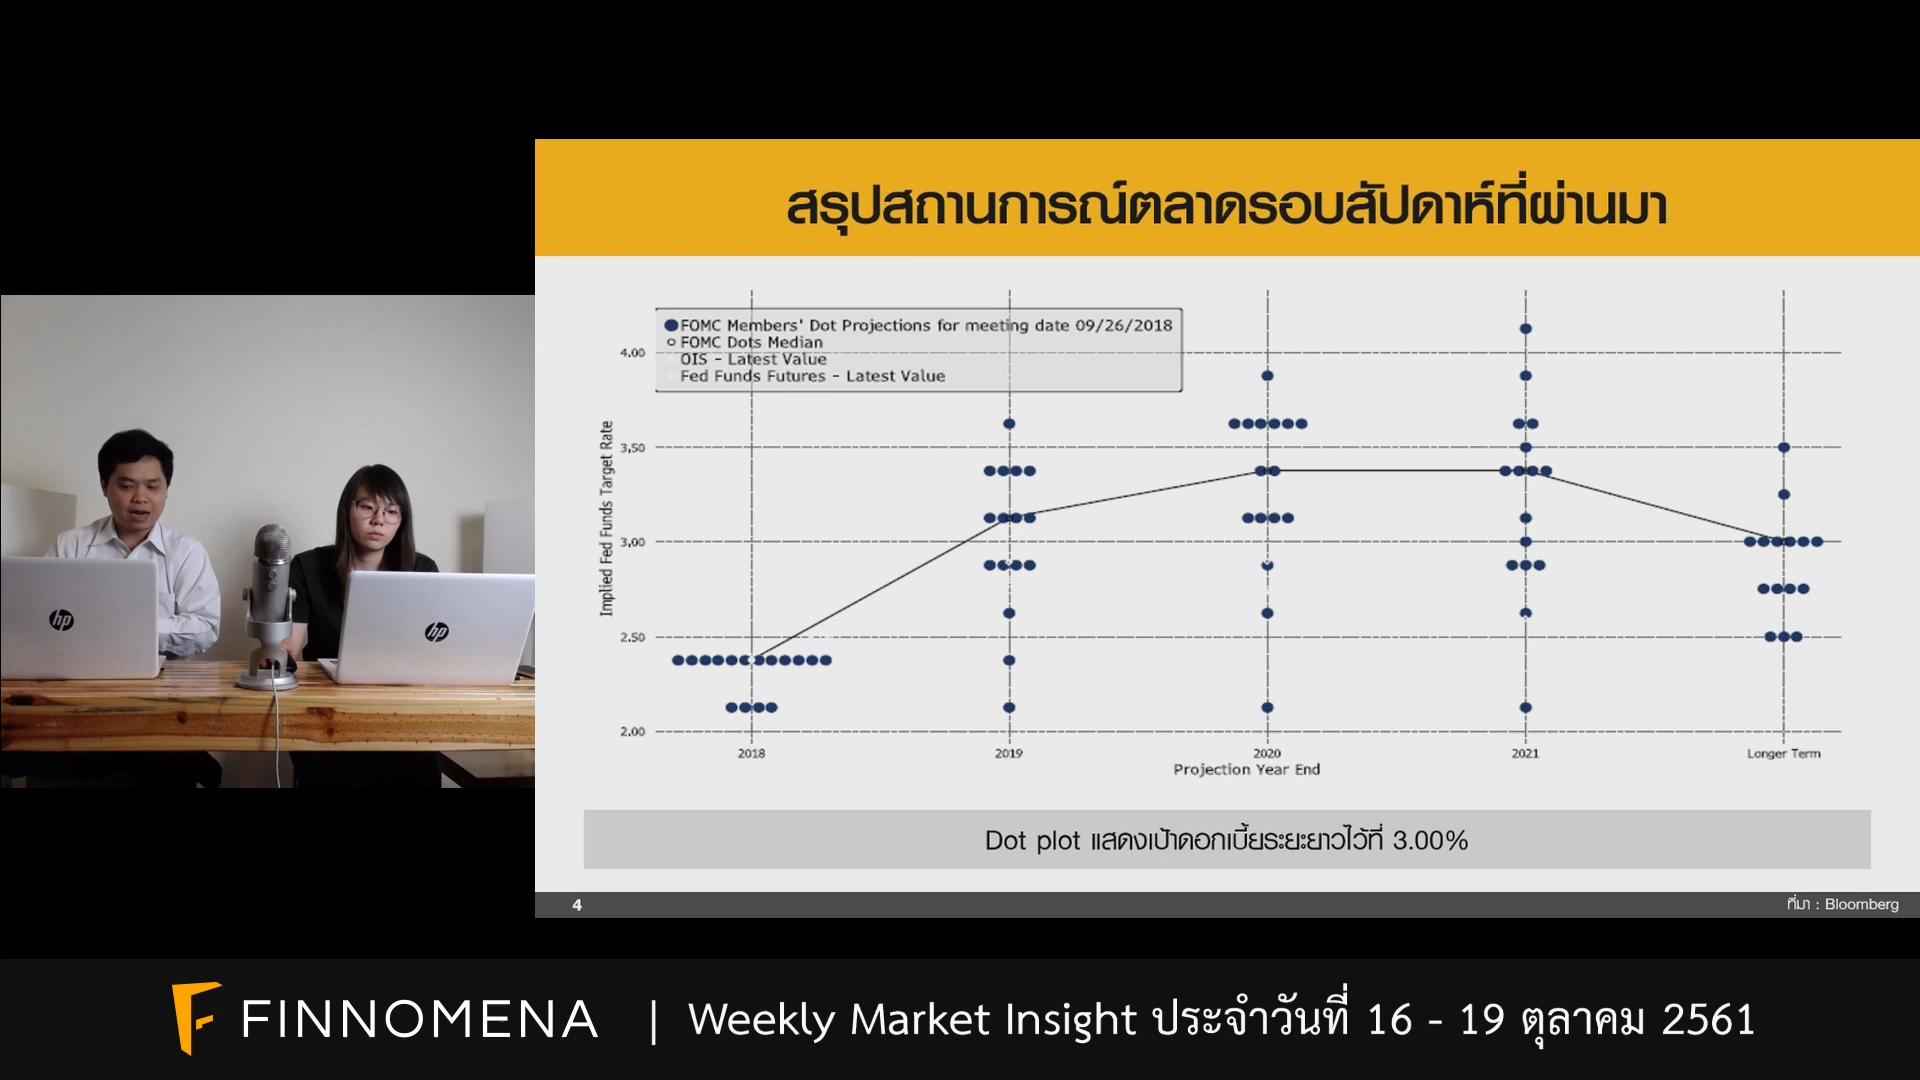 สรุปสถานการณ์ตลาดรอบสัปดาห์ที่ผ่านมา
FOMC Members' Dot Projections for meeting date 09/26/2018
FOMC Dots Median
OIS - Latest Value
Fed Funds Futures - Latest Value
Implied Fed Funds Target Rate
4.00
3.50
3.00
2.50
2.00
2018
2019
2020
2021
Longer Term
Projection Year End
Dot plot แสดงเป้าดอกเบี้ยระยะยาวไว้ที่ 3.00%
4
ที่มา : Bloomberg
hp
hp
FINNOMENA | Weekly Market Insight ประจำวันที่ 16 - 19 ตุลาคม 2561